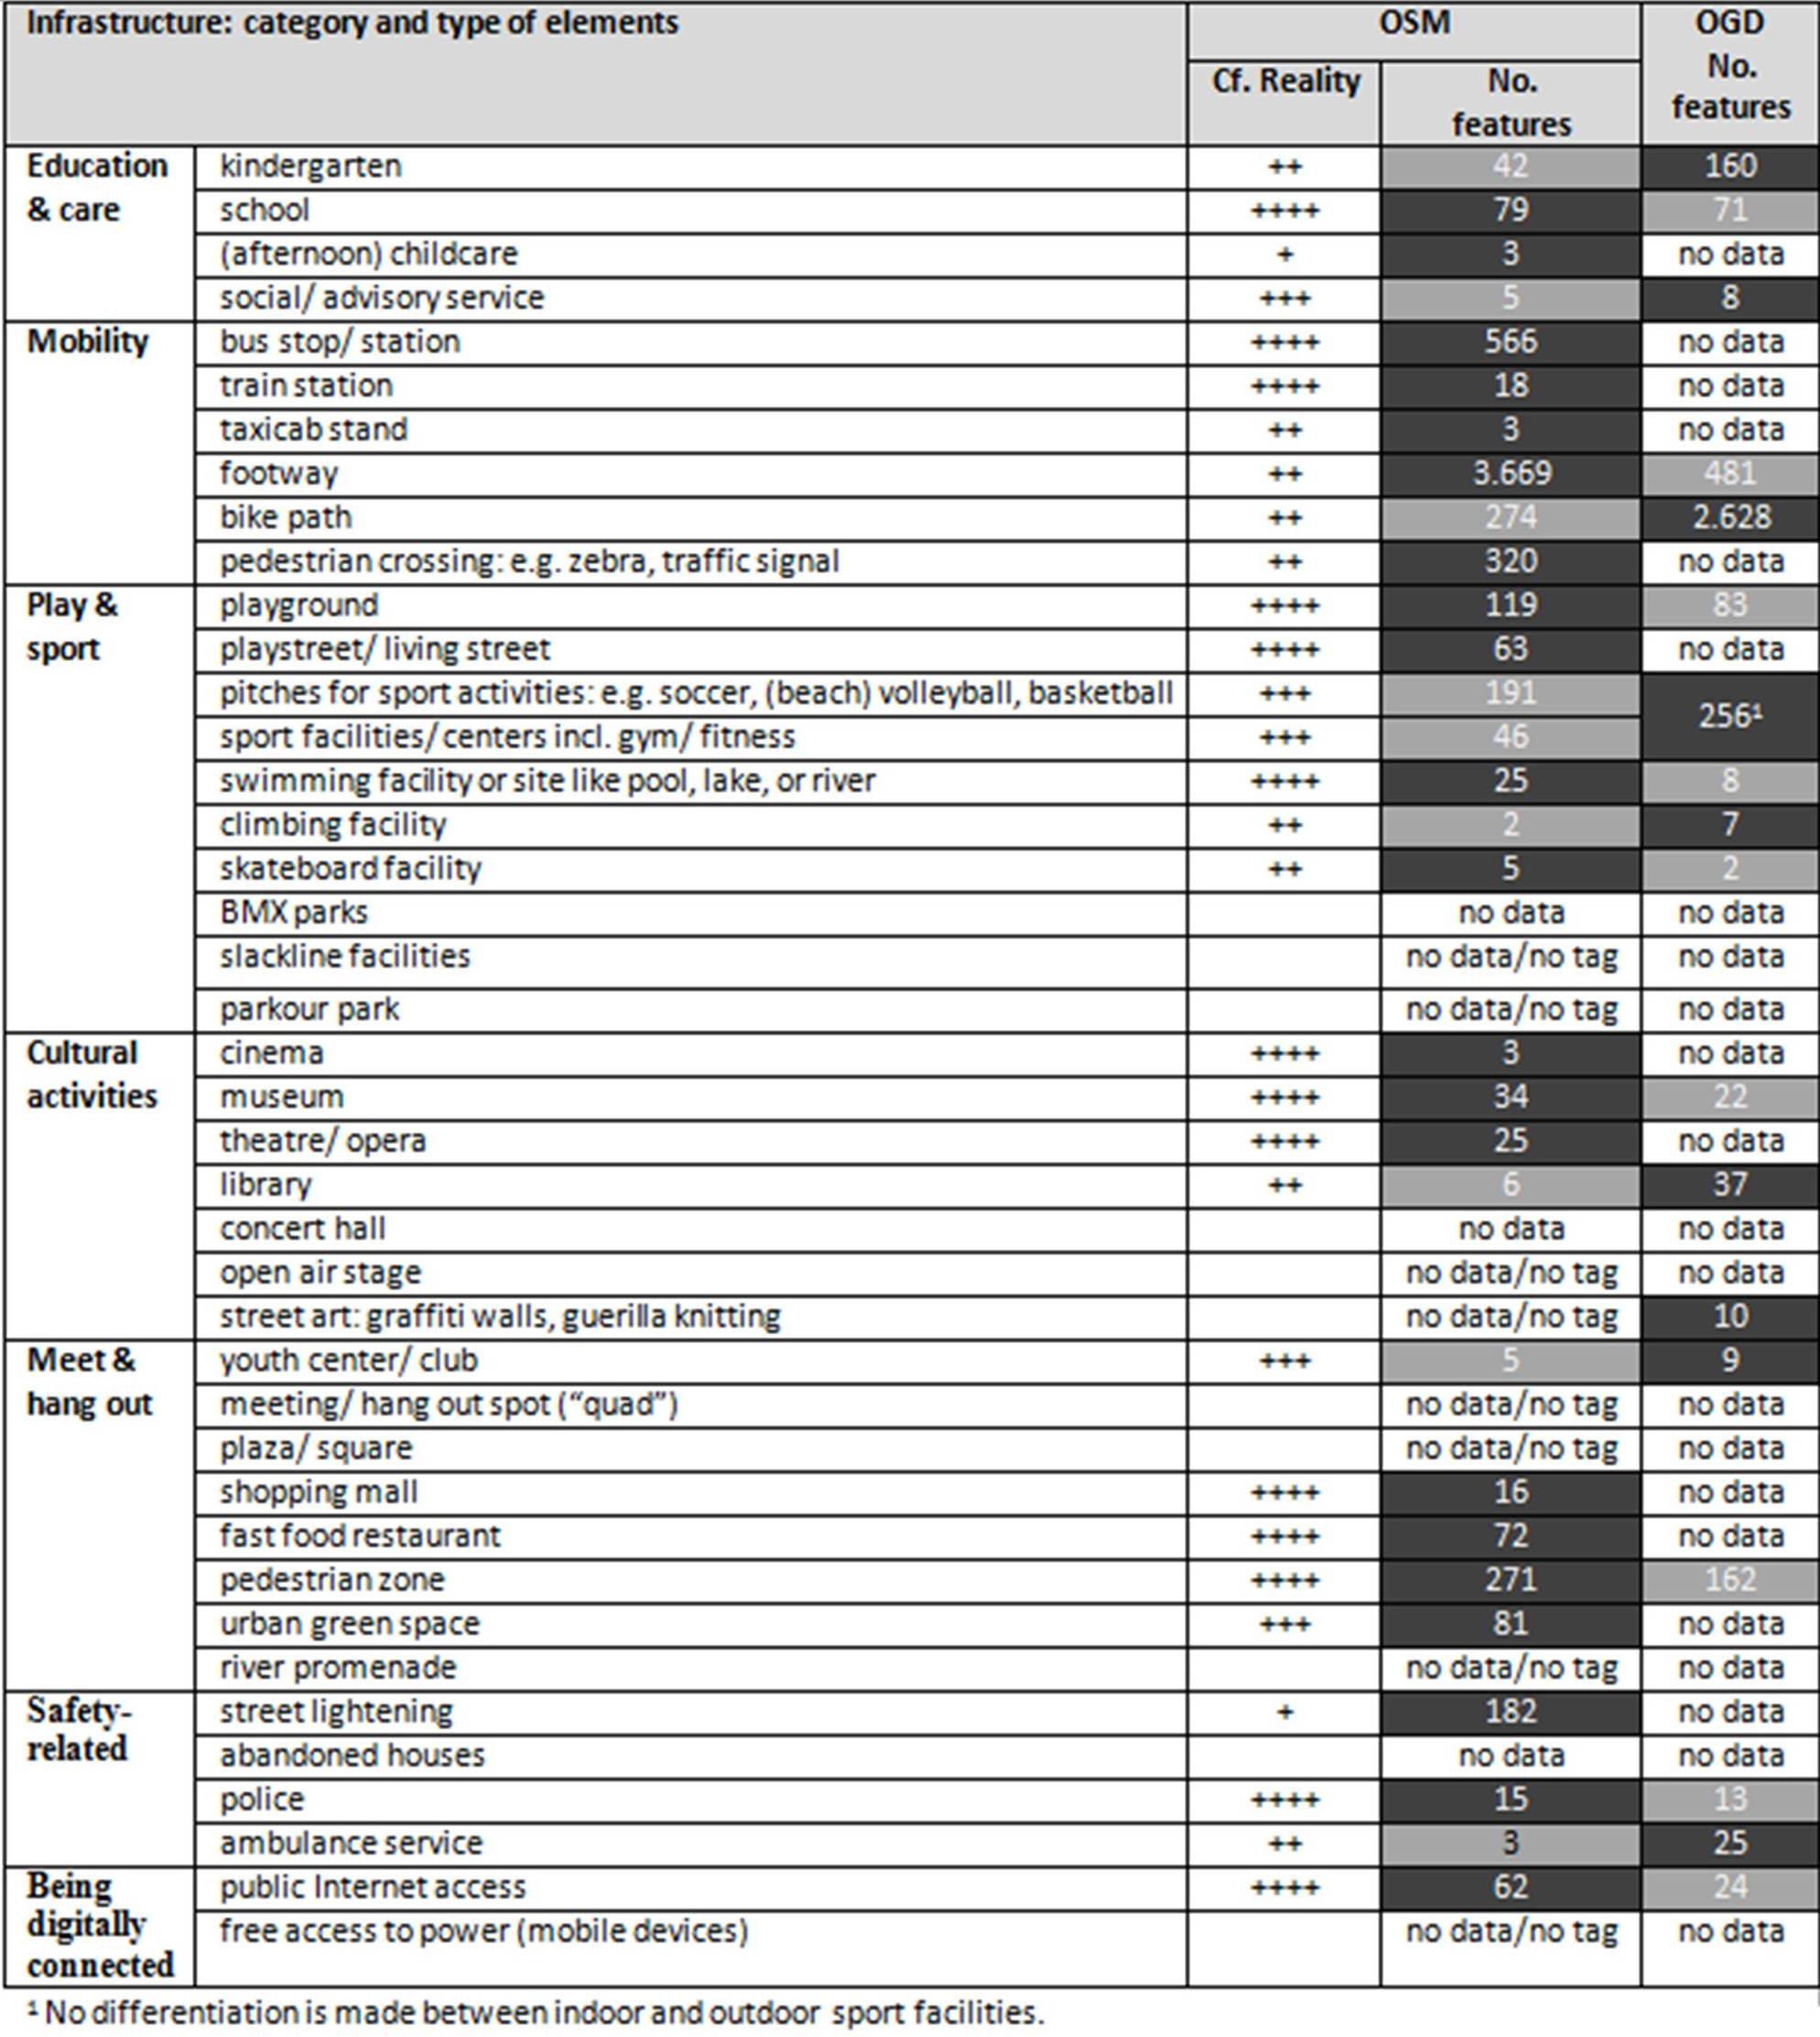 Infrastructure: category and type of elements OSM OGD
Cf. Reality No. features No. features
Education & care kindergarten ++ 42 160
school ++++ 79 71
(afternoon) childcare + 3 no data
social/ advisory service +++ 5 8
Mobility bus stop/ station ++++ 566 no data
train station ++++ 18 no data
taxicab stand ++ 3 no data
footway ++ 3.669 481
bike path ++ 274 2.628
pedestrian crossing: e.g. zebra, traffic signal ++ 320 no data
Play & sport playground ++++ 119 83
playstreet/ living street ++++ 63 no data
pitches for sport activities: e.g. soccer, (beach) volleyball, basketball +++ 191 256¹
sport facilities/ centers incl. gym/ fitness +++ 46
swimming facility or site like pool, lake, or river ++++ 25 8
climbing facility ++ 2 7
skateboard facility ++ 5 2
BMX parks no data no data
slackline facilities no data/no tag no data
parkour park no data/no tag no data
Cultural activities cinema ++++ 3 no data
museum ++++ 34 22
theatre/ opera ++++ 25 no data
library ++ 6 37
concert hall no data no data
open air stage no data/no tag no data
street art: graffiti walls, guerilla knitting no data/no tag 10
Meet & hang out youth center/ club +++ 5 9
meeting/ hang out spot (“quad”) no data/no tag no data
plaza/ square no data/no tag no data
shopping mall ++++ 16 no data
fast food restaurant ++++ 72 no data
pedestrian zone ++++ 271 162
urban green space +++ 81 no data
river promenade no data/no tag no data
Safety-related street lightening + 182 no data
abandoned houses no data no data
police ++++ 15 13
ambulance service ++ 3 25
Being digitally connected public Internet access ++++ 62 24
free access to power (mobile devices) no data/no tag no data
¹ No differentiation is made between indoor and outdoor sport facilities.